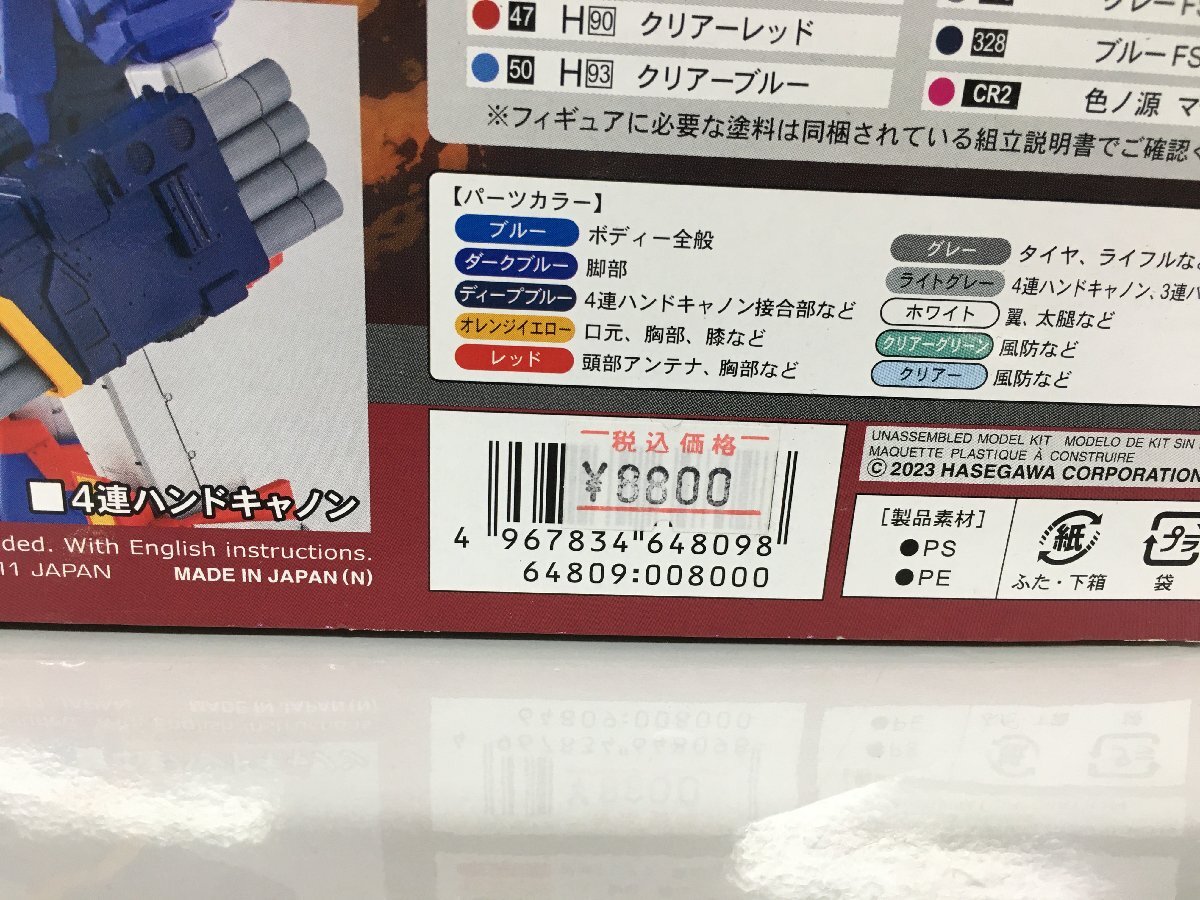 47 H90 クリアーレッド
50 H93 クリアーブルー
グレー
328 ブルーFS
CR2 色ノ源 マ
※フィギュアに必要な塗料は同梱されている組立説明書でご確認く
【パーツカラー】
ブルー ボディー全般
ダークブルー 脚部
ディープブルー 4連ハンドキャノン接合部など
オレンジイエロー 口元、胸部、膝など
レッド 頭部アンテナ、胸部など
グレー タイヤ、ライフルなど
ライトグレー 4連ハンドキャノン、3連ハ
ホワイト 翼、太腿など
クリアーグリーン 風防など
クリアー 風防など
■4連ハンドキャノン
ded. With English instructions.
11 JAPAN MADE IN JAPAN (N)
税込価格
¥8800
4 967834 648098
64809:008000
UNASSEMBLED MODEL KIT MODELO DE KIT SIN
MAQUETTE PLASTIQUE À CONSTRUIRE
© 2023 HASEGAWA CORPORATION
[製品素材]
●PS
●PE
紙
ふた・下箱
プラ
袋